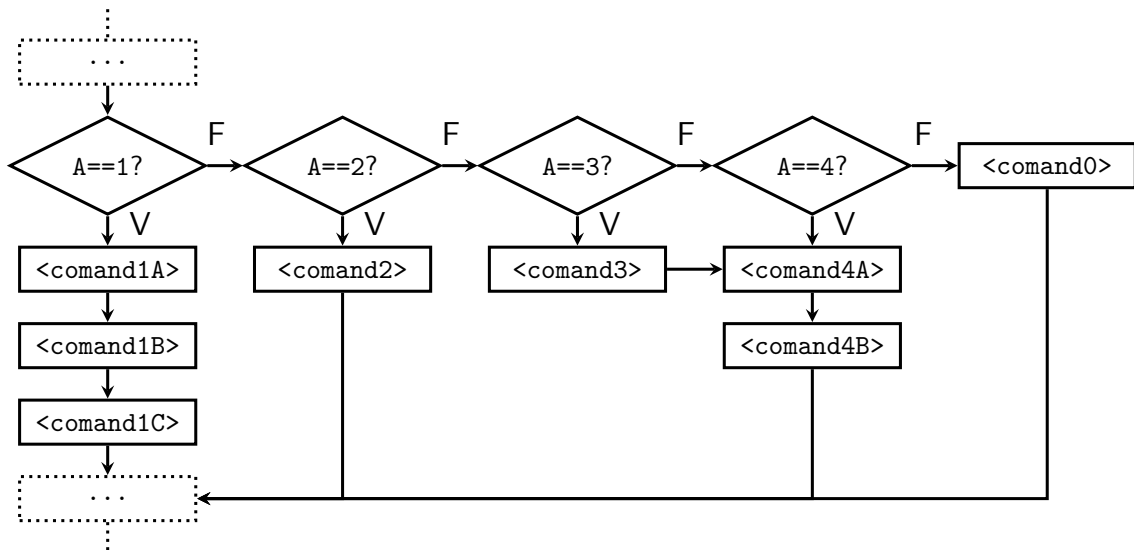 ...
A==1?
F
A==2?
F
A==3?
F
A==4?
F
<comand0>
V
V
V
V
<comand1A>
<comand2>
<comand3>
<comand4A>
<comand1B>
<comand4B>
<comand1C>
...